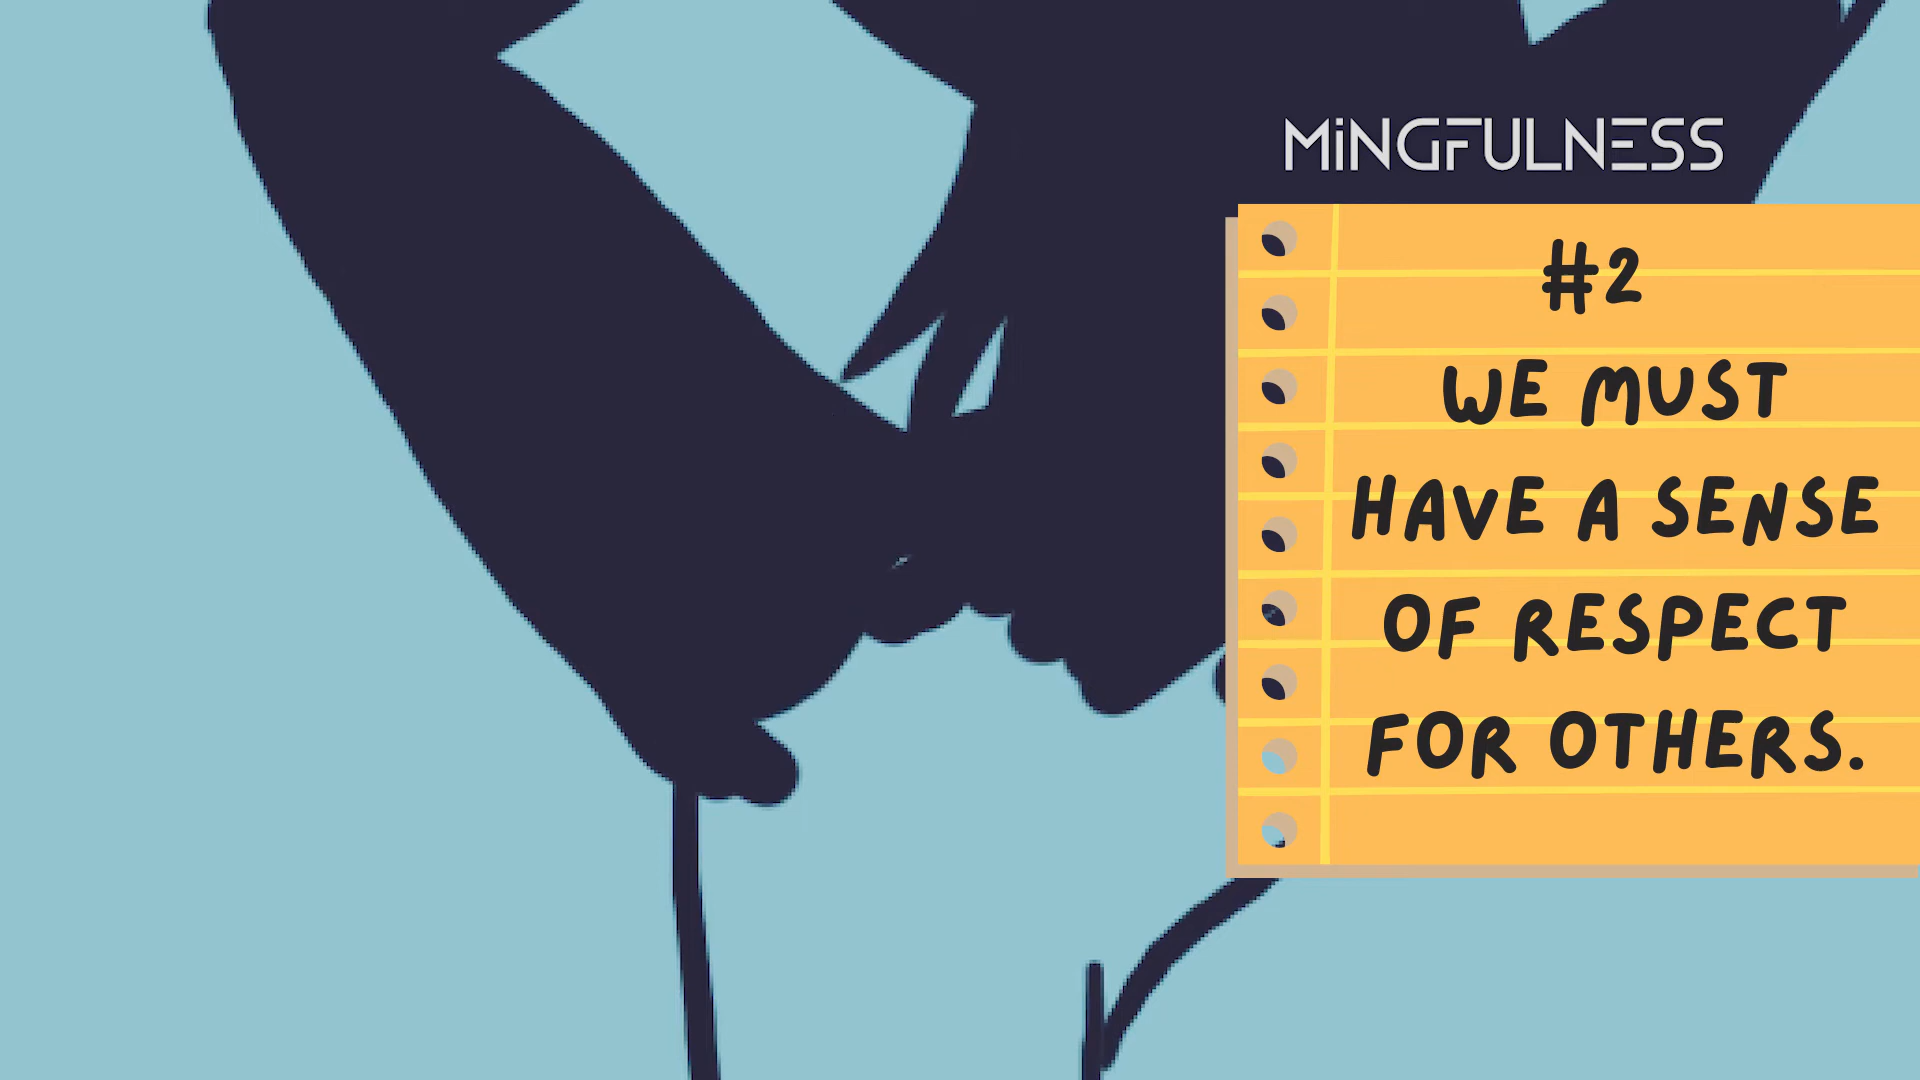 MiNGFULNESS
#2
WE MUST
HAVE A SENSE
OF RESPECT
FOR OTHERS.